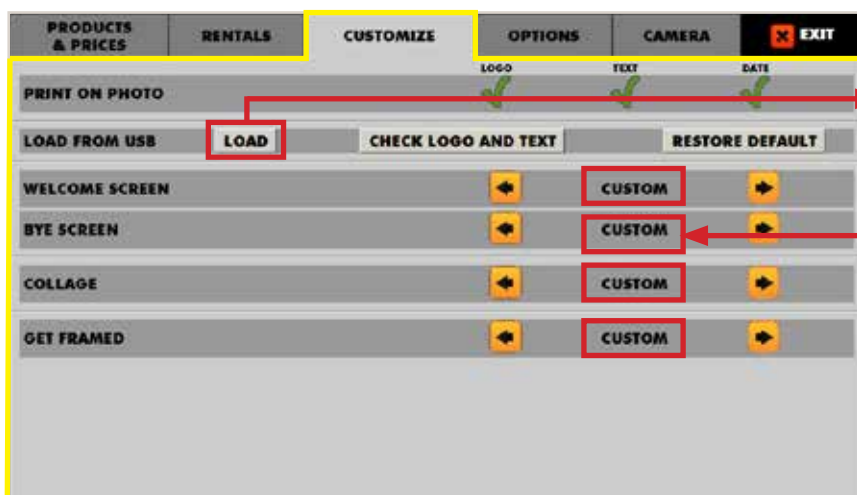 PRODUCTS
& PRICES
RENTALS
CUSTOMIZE
OPTIONS
CAMERA
X EXIT
LOGO TEXT DATE
PRINT ON PHOTO
LOAD FROM USB LOAD CHECK LOGO AND TEXT RESTORE DEFAULT
WELCOME SCREEN CUSTOM
BYE SCREEN CUSTOM
COLLAGE CUSTOM
GET FRAMED CUSTOM